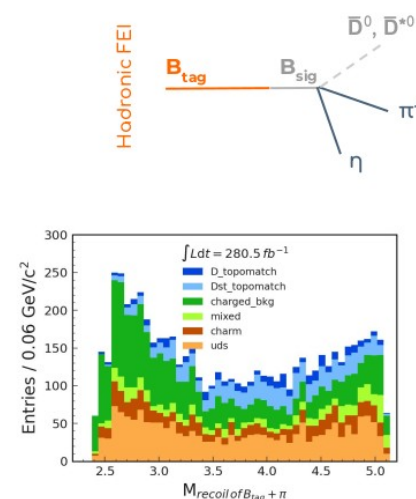 Hadronic FEI
B_tag
B_sig
D̅⁰, D̅*⁰
π
η
∫Ldt = 280.5 fb⁻¹
D_topomatch
Dst_topomatch
charged_bkg
mixed
charm
uds
Entries / 0.06 GeV/c²
300
250
200
150
100
50
0
2.5 3.0 3.5 4.0 4.5 5.0
M_recoil of B_tag + π